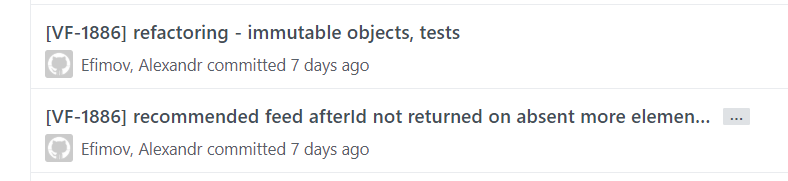 [VF-1886] refactoring - immutable objects, tests
Efimov, Alexandr committed 7 days ago
[VF-1886] recommended feed afterId not returned on absent more elemen... ...
Efimov, Alexandr committed 7 days ago